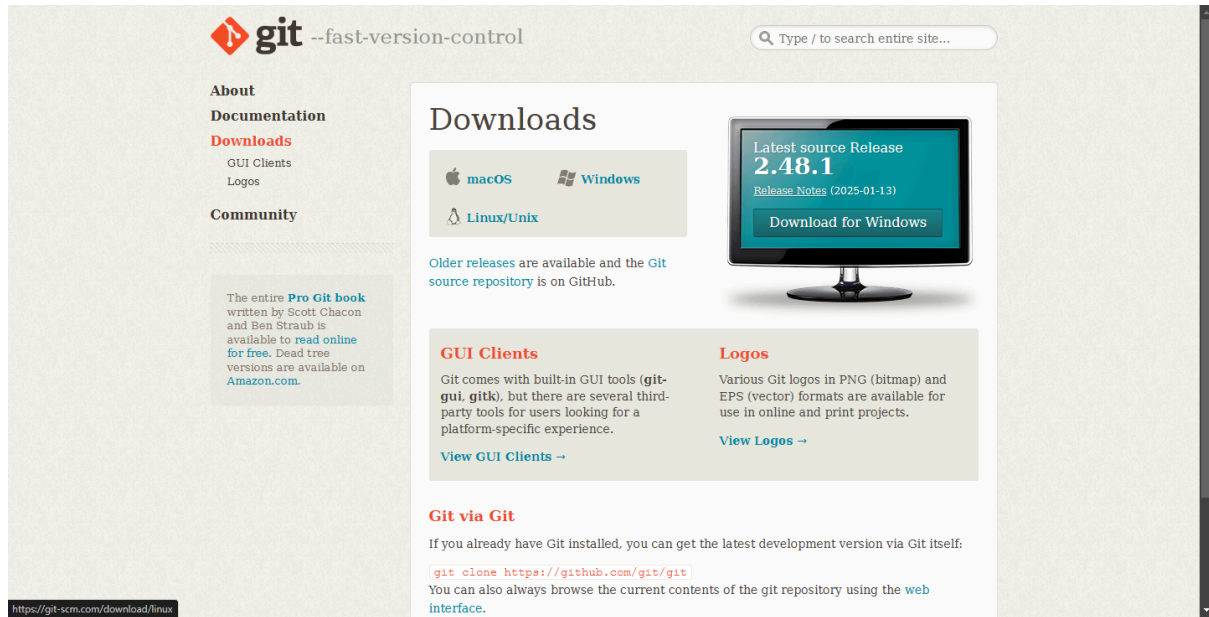 git --fast-version-control
Type / to search entire site...
About
Documentation
Downloads
GUI Clients
Logos
Community
The entire Pro Git book
written by Scott Chacon
and Ben Straub is
available to read online
for free. Dead tree
versions are available on
Amazon.com.
Downloads
macOS Windows
Linux/Unix
Older releases are available and the Git
source repository is on GitHub.
Latest source Release
2.48.1
Release Notes (2025-01-13)
Download for Windows
GUI Clients
Git comes with built-in GUI tools (git-
gui, gitk), but there are several third-
party tools for users looking for a
platform-specific experience.
View GUI Clients →
Logos
Various Git logos in PNG (bitmap) and
EPS (vector) formats are available for
use in online and print projects.
View Logos →
Git via Git
If you already have Git installed, you can get the latest development version via Git itself:
git clone https://github.com/git/git
You can also always browse the current contents of the git repository using the web
interface.
https://git-scm.com/download/linux